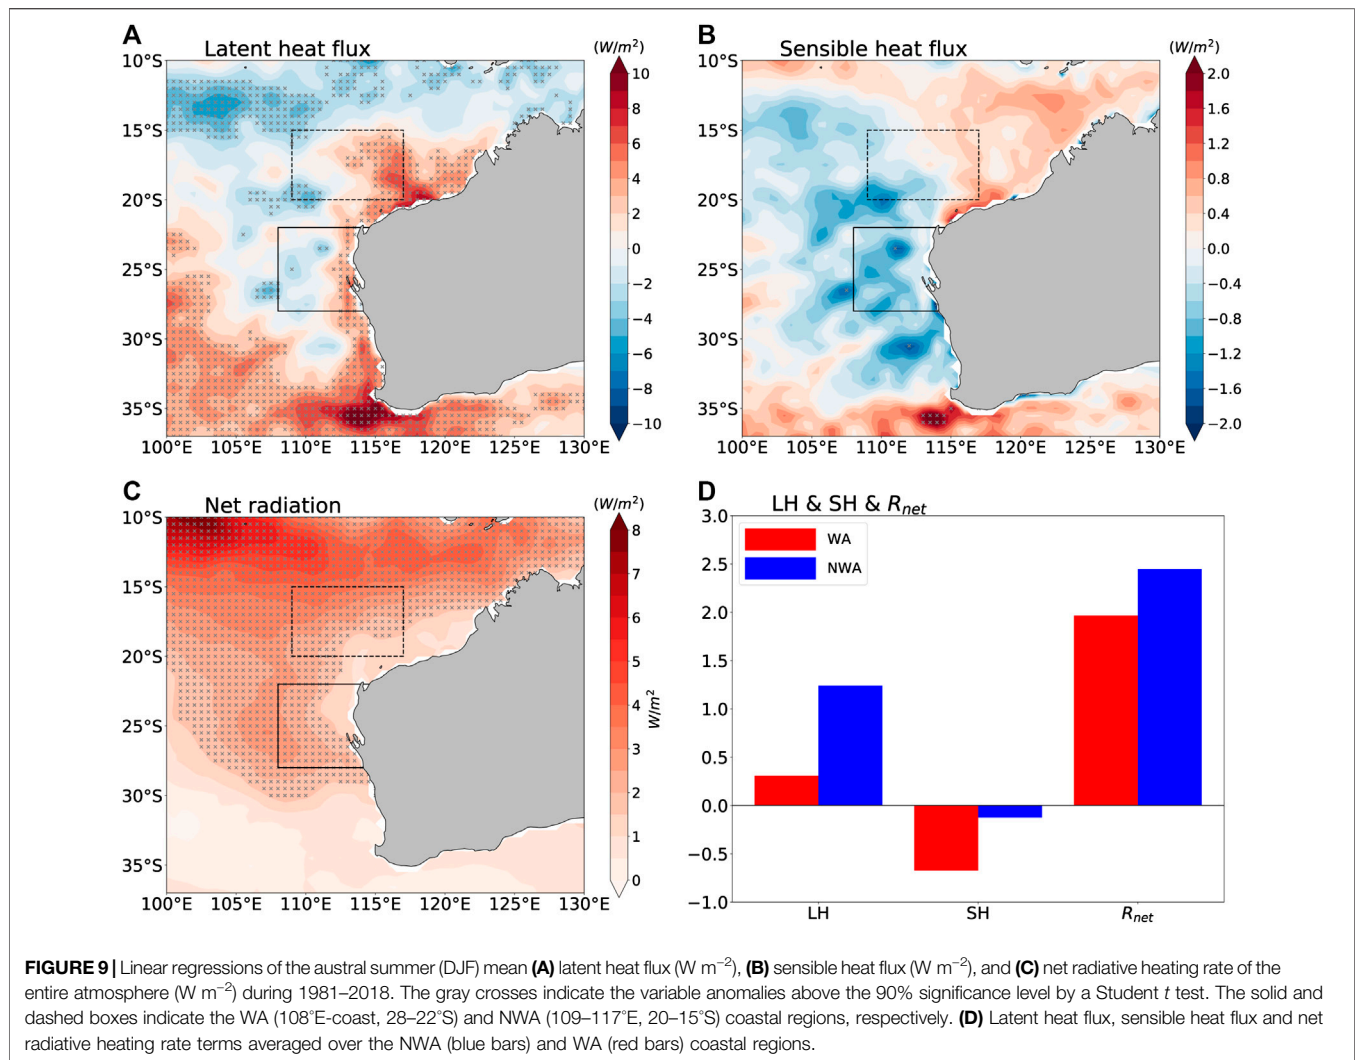 A
Latent heat flux
(W/m²)
10°S
15°S
20°S
25°S
30°S
35°S
100°E 105°E 110°E 115°E 120°E 125°E 130°E
10
8
6
4
2
0
−2
−4
−6
−8
−10
B
Sensible heat flux
(W/m²)
10°S
15°S
20°S
25°S
30°S
35°S
100°E 105°E 110°E 115°E 120°E 125°E 130°E
2.0
1.6
1.2
0.8
0.4
0.0
−0.4
−0.8
−1.2
−1.6
−2.0
C
Net radiation
(W/m²)
10°S
15°S
20°S
25°S
30°S
35°S
100°E 105°E 110°E 115°E 120°E 125°E 130°E
8
7
6
5
4
3
2
1
0
W/m²
D
LH & SH & Rnet
3.0
2.5
2.0
1.5
1.0
0.5
0.0
−0.5
−1.0
WA
NWA
LH SH Rnet
FIGURE 9 | Linear regressions of the austral summer (DJF) mean (A) latent heat flux (W m⁻²), (B) sensible heat flux (W m⁻²), and (C) net radiative heating rate of the
entire atmosphere (W m⁻²) during 1981–2018. The gray crosses indicate the variable anomalies above the 90% significance level by a Student t test. The solid and
dashed boxes indicate the WA (108°E-coast, 28–22°S) and NWA (109–117°E, 20–15°S) coastal regions, respectively. (D) Latent heat flux, sensible heat flux and net
radiative heating rate terms averaged over the NWA (blue bars) and WA (red bars) coastal regions.